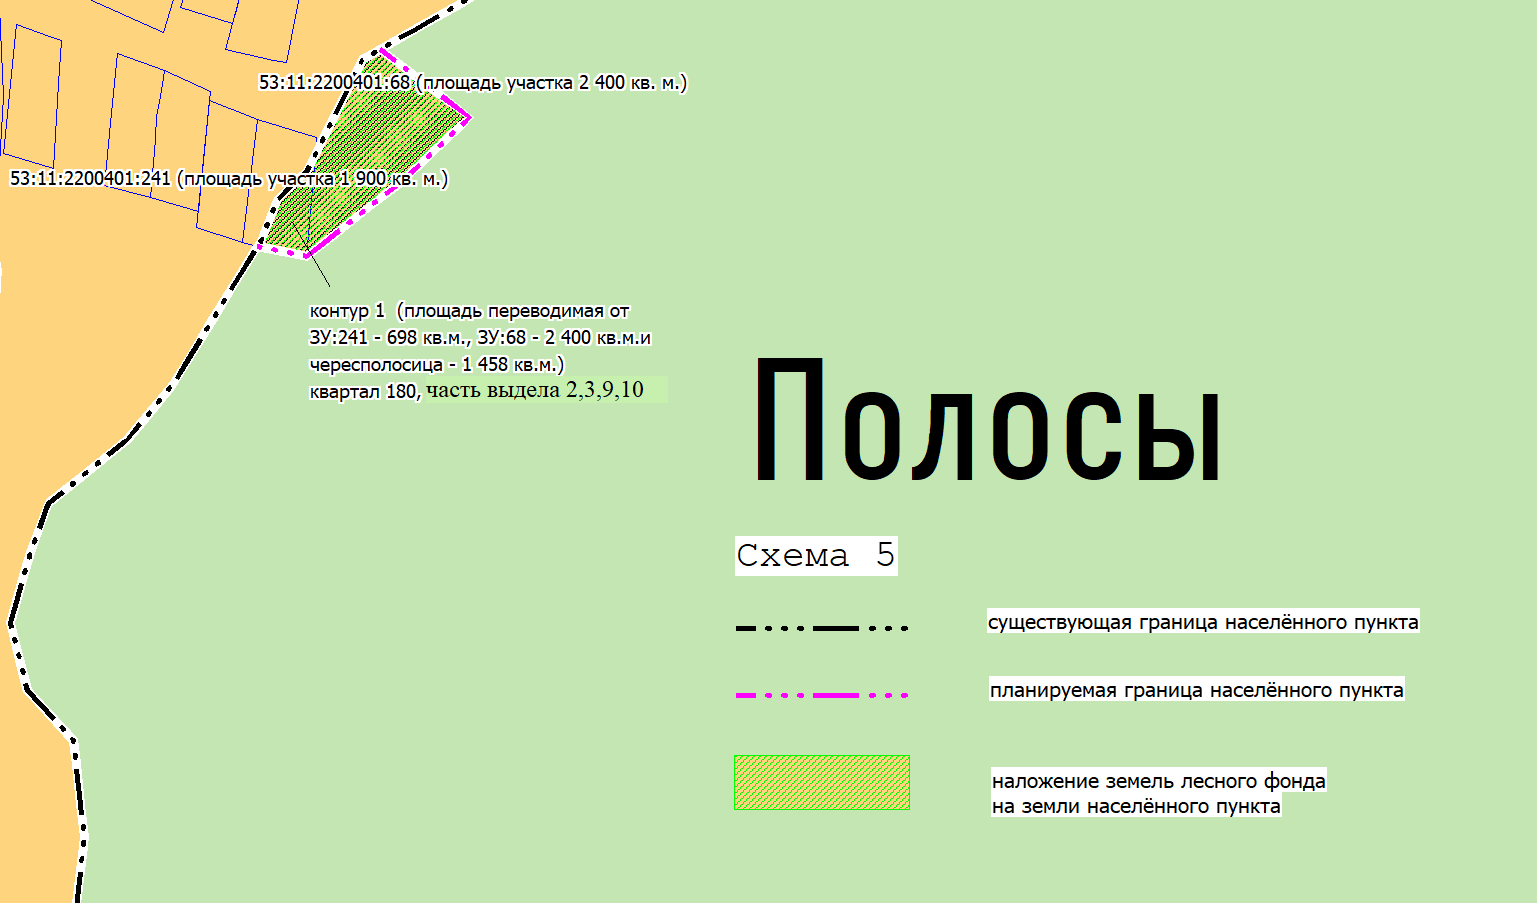 53:11:2200401:68 (площадь участка 2 400 кв. м.)
53:11:2200401:241 (площадь участка 1 900 кв. м.)
контур 1 (площадь переводимая от
ЗУ:241 - 698 кв.м., ЗУ:68 - 2 400 кв.м.и
чересполосица - 1 458 кв.м.)
квартал 180, часть выдела 2,3,9,10
Полосы
Схема 5
существующая граница населённого пункта
планируемая граница населённого пункта
наложение земель лесного фонда
на земли населённого пункта